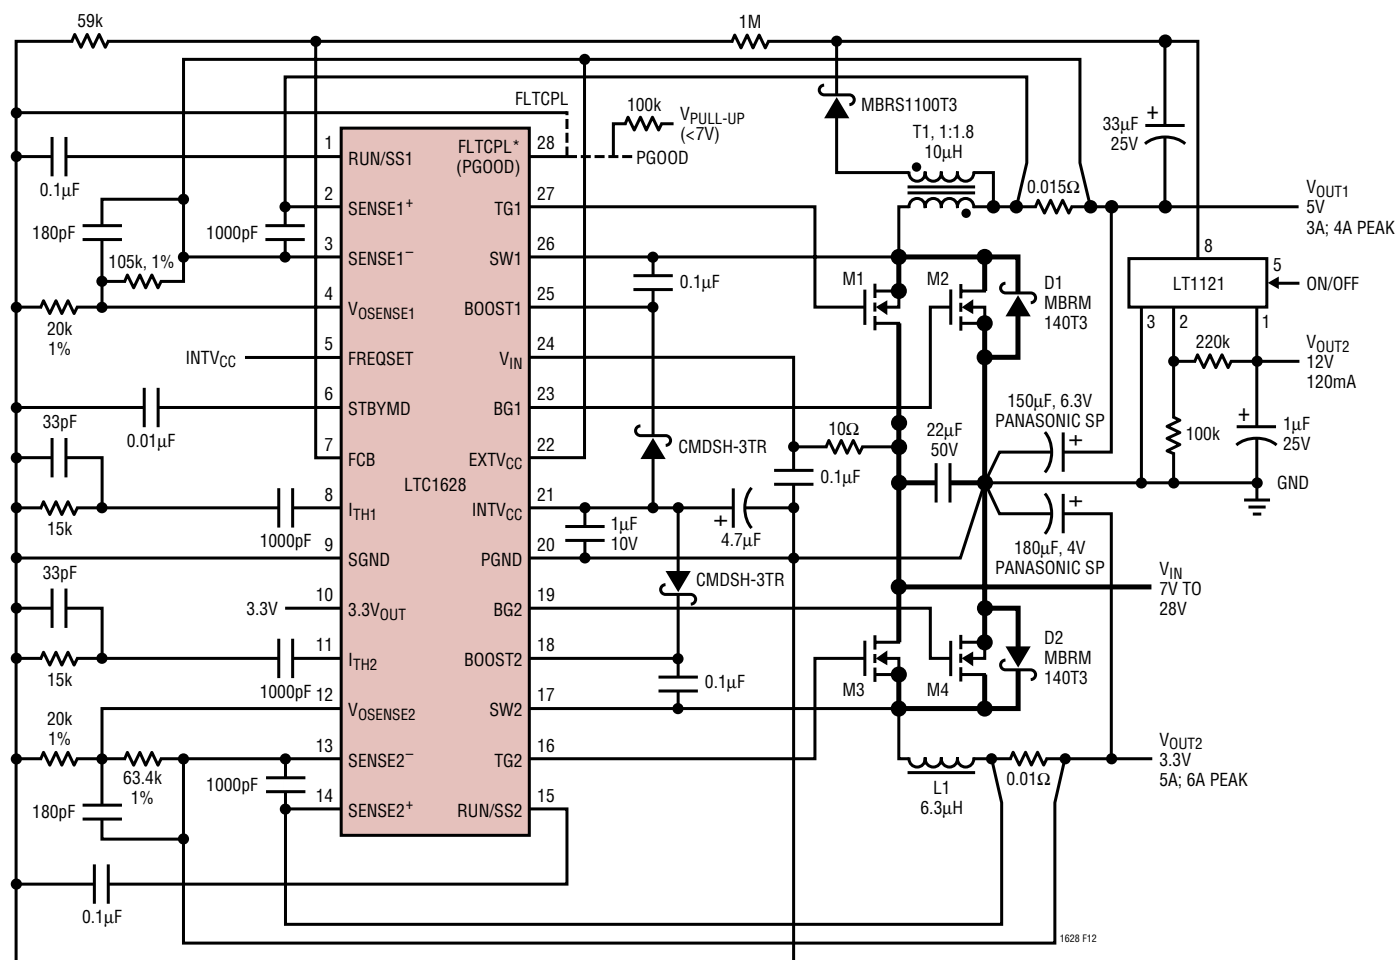 59k
1M
FLTCPL
100k
VPULL-UP
(<7V)
PGOOD
MBRS1100T3
T1, 1:1.8
10µH
33µF
25V
+
0.015Ω
VOUT1
5V
3A; 4A PEAK
0.1µF
1
RUN/SS1
FLTCPL*
(PGOOD)
28
2
SENSE1+
TG1
27
180pF
1000pF
3
SENSE1−
SW1
26
105k, 1%
0.1µF
M1
M2
D1
MBRM
140T3
8
LT1121
5
ON/OFF
4
VOSENSE1
BOOST1
25
20k
1%
3
2
1
INTVCC
5
FREQSET
VIN
24
220k
VOUT2
12V
120mA
6
STBYMD
BG1
23
33pF
0.01µF
150µF, 6.3V
PANASONIC SP
+
100k
+
1µF
25V
7
FCB
EXTVCC
22
CMDSH-3TR
10Ω
22µF
50V
0.1µF
LTC1628
GND
8
ITH1
INTVCC
21
15k
1000pF
1µF
10V
+
4.7µF
+
180µF, 4V
PANASONIC SP
9
SGND
PGND
20
33pF
CMDSH-3TR
VIN
7V TO
28V
3.3V
10
3.3VOUT
BG2
19
11
ITH2
BOOST2
18
15k
1000pF
0.1µF
M3
M4
D2
MBRM
140T3
12
VOSENSE2
SW2
17
20k
1%
63.4k
1%
13
SENSE2−
TG2
16
1000pF
L1
6.3µH
0.01Ω
VOUT2
3.3V
5A; 6A PEAK
180pF
14
SENSE2+
RUN/SS2
15
0.1µF
1628 F12